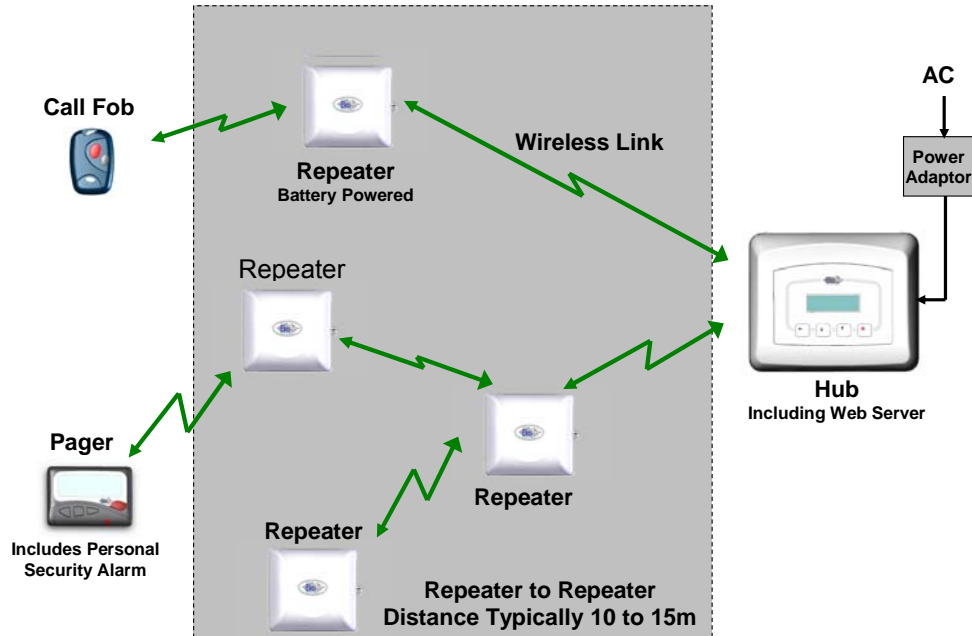 AC
Call Fob
Wireless Link
Power
Adaptor
Repeater
Battery Powered
Repeater
Hub
Including Web Server
Pager
Repeater
Includes Personal
Security Alarm
Repeater
Repeater to Repeater
Distance Typically 10 to 15m